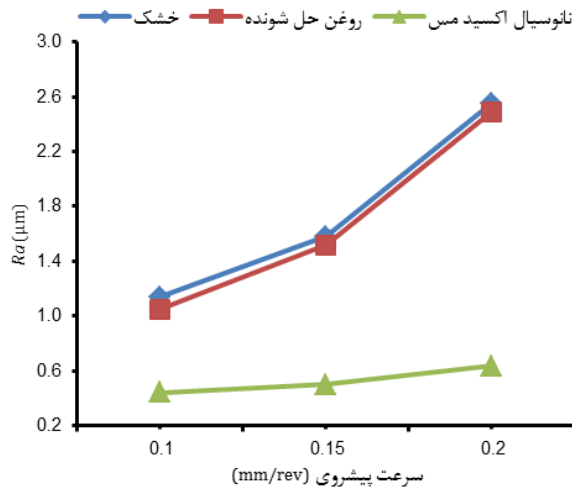 خشک روغن حل شونده نانوسیال اکسید مس
3.0
2.6
2.2
1.8
1.4
1.0
0.6
0.2
Ra (µm)
0.1 0.15 0.2
سرعت پیشروی (mm/rev)